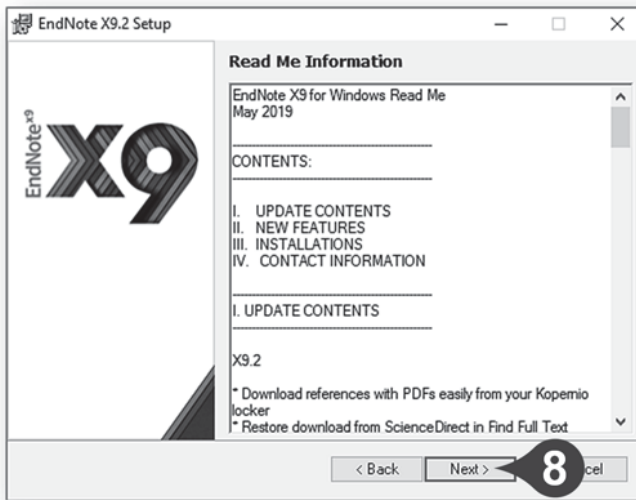 EndNote X9.2 Setup
EndNote x9
X9
Read Me Information
EndNote X9 for Windows Read Me
May 2019
CONTENTS:
I. UPDATE CONTENTS
II. NEW FEATURES
III. INSTALLATIONS
IV. CONTACT INFORMATION
I. UPDATE CONTENTS
X9.2
* Download references with PDFs easily from your Kopernio
locker
* Restore download from ScienceDirect in Find Full Text
< Back Next > 8 cel